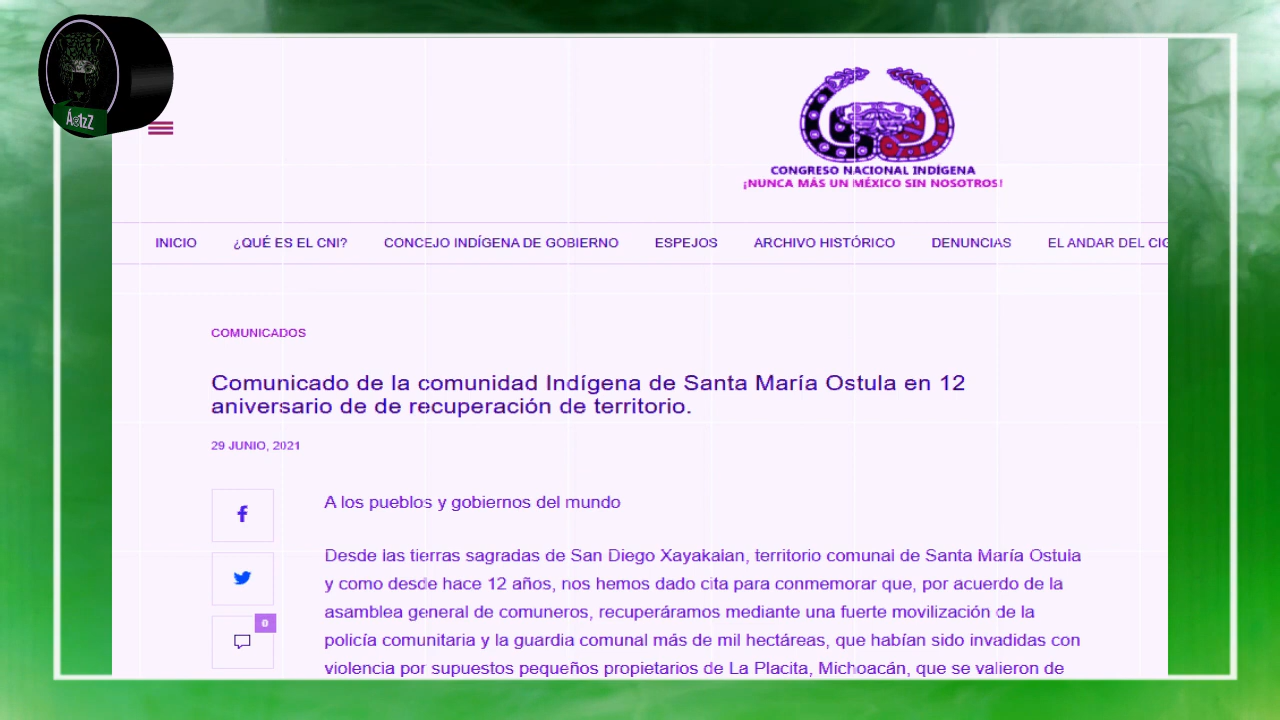 CONGRESO NACIONAL INDÍGENA
¡NUNCA MÁS UN MÉXICO SIN NOSOTROS!
INICIO ¿QUÉ ES EL CNI? CONCEJO INDÍGENA DE GOBIERNO ESPEJOS ARCHIVO HISTÓRICO DENUNCIAS EL ANDAR DEL CIG
COMUNICADOS
Comunicado de la comunidad Indígena de Santa María Ostula en 12
aniversario de de recuperación de territorio.
29 JUNIO, 2021
A los pueblos y gobiernos del mundo
Desde las tierras sagradas de San Diego Xayakalan, territorio comunal de Santa María Ostula
y como desde hace 12 años, nos hemos dado cita para conmemorar que, por acuerdo de la
asamblea general de comuneros, recuperáramos mediante una fuerte movilización de la
0
policía comunitaria y la guardia comunal más de mil hectáreas, que habían sido invadidas con
violencia por supuestos pequeños propietarios de La Placita, Michoacán, que se valieron de